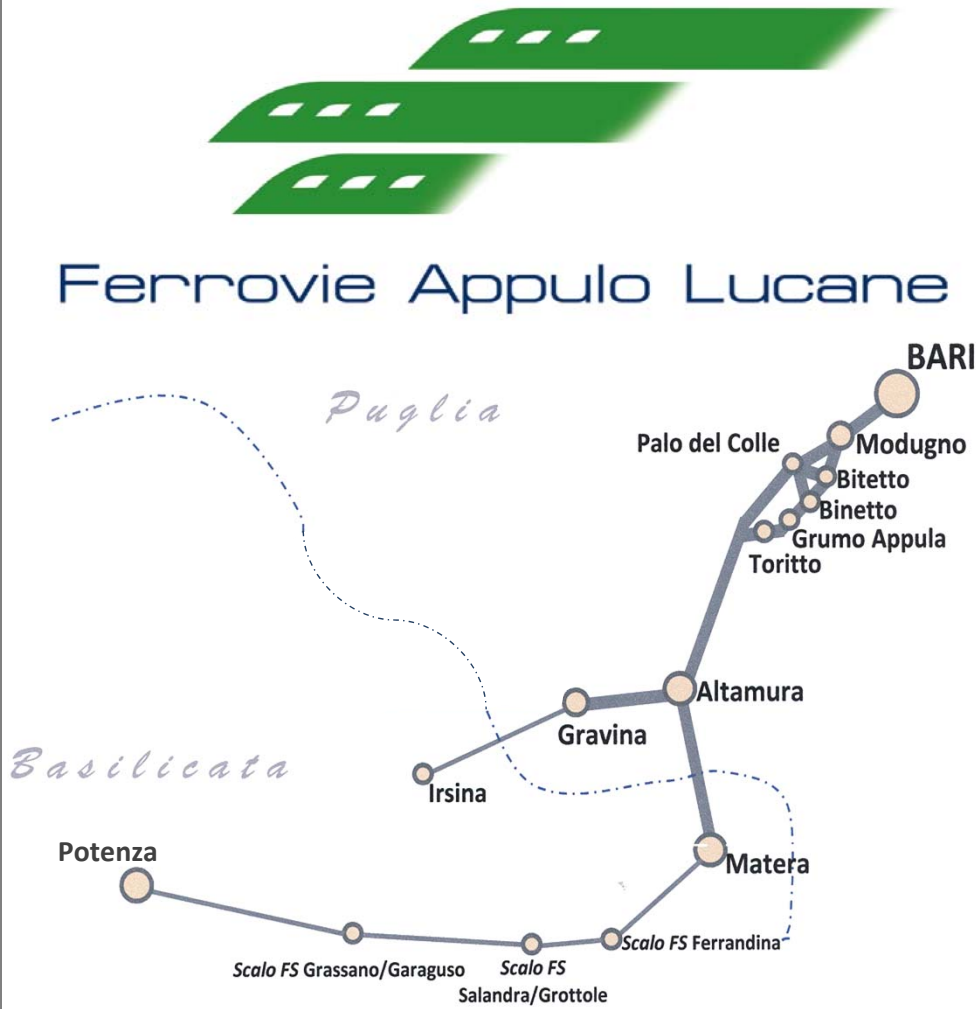 Ferrovie Appulo Lucane
BARI
Puglia
Palo del Colle
Modugno
Bitetto
Binetto
Grumo Appula
Toritto
Altamura
Gravina
Basilicata
Irsina
Potenza
Matera
Scalo FS Ferrandina
Scalo FS Grassano/Garaguso
Scalo FS
Salandra/Grottole